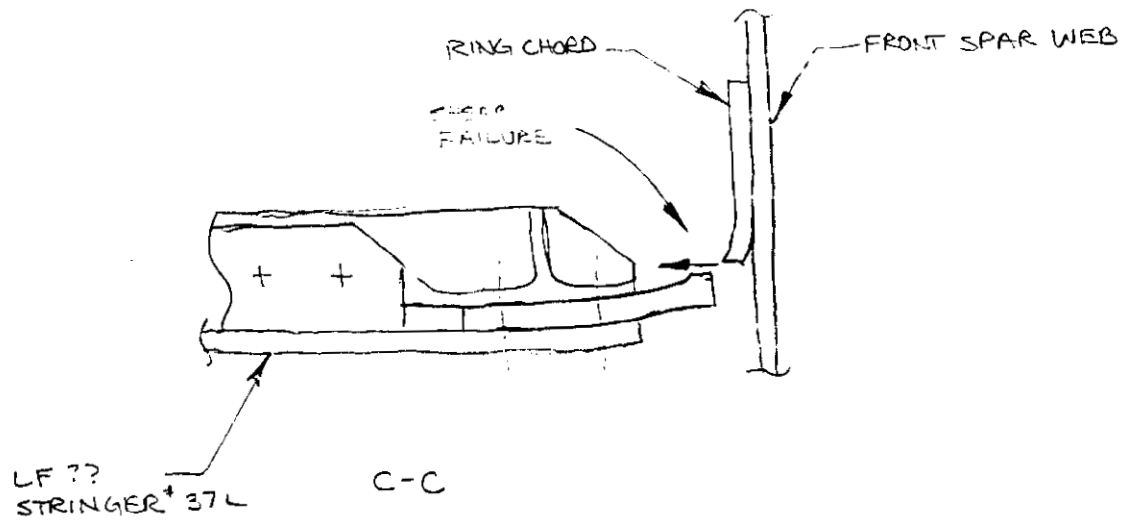 RING CHORD
FRONT SPAR WEB
FAILURE
LF ??
STRINGER# 37L
C-C